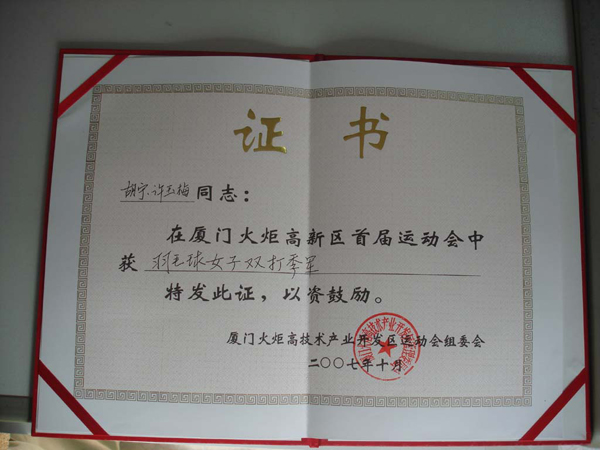 证书
胡宁、许玉梅同志：
在厦门火炬高新区首届运动会中
获羽毛球女子双打季军
特发此证，以资鼓励。
厦门火炬高技术产业开发区运动会组委会
二〇〇七年十月